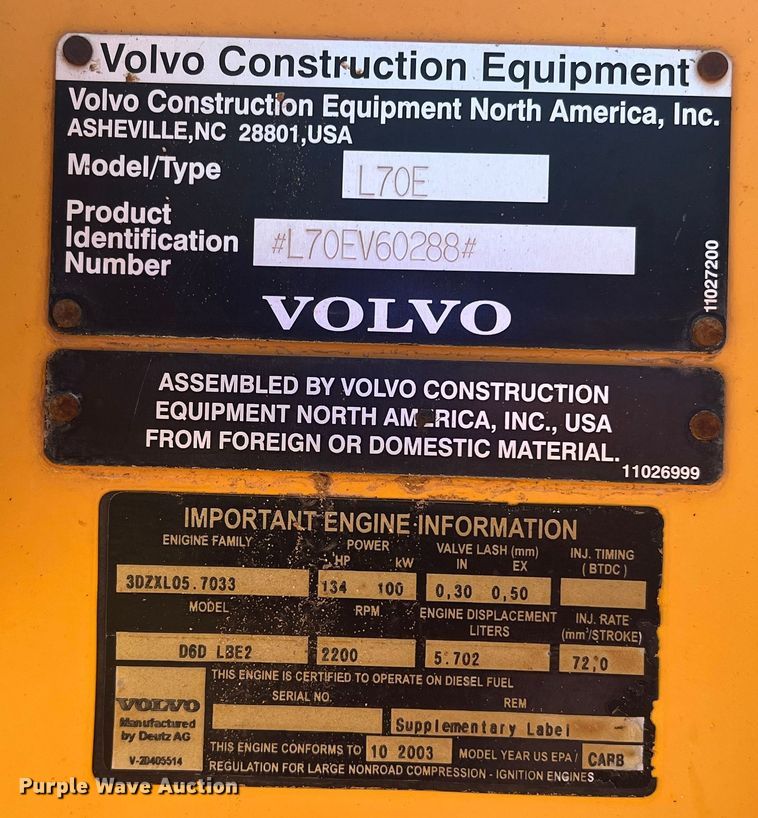 Volvo Construction Equipment
Volvo Construction Equipment North America, Inc.
ASHEVILLE,NC 28801,USA
Model/Type L70E
Product
Identification #L70EV60288#
Number
11027200
VOLVO
ASSEMBLED BY VOLVO CONSTRUCTION
EQUIPMENT NORTH AMERICA, INC., USA
FROM FOREIGN OR DOMESTIC MATERIAL.
11026999
IMPORTANT ENGINE INFORMATION
ENGINE FAMILY POWER VALVE LASH (mm) INJ. TIMING
HP kW IN EX (BTDC)
3DZXL05.7033 134 100 0,30 0,50
MODEL RPM ENGINE DISPLACEMENT INJ. RATE
LITERS (mm³/STROKE)
D6D LBE2 2200 5.702 72,0
THIS ENGINE IS CERTIFIED TO OPERATE ON DIESEL FUEL
SERIAL NO. REM
VOLVO
Supplementary Label -
Manufactured
by Deutz AG
V-20405514
THIS ENGINE CONFORMS TO 10 2003 MODEL YEAR US EPA / CARB
REGULATION FOR LARGE NONROAD COMPRESSION - IGNITION ENGINES
Purple Wave Auction